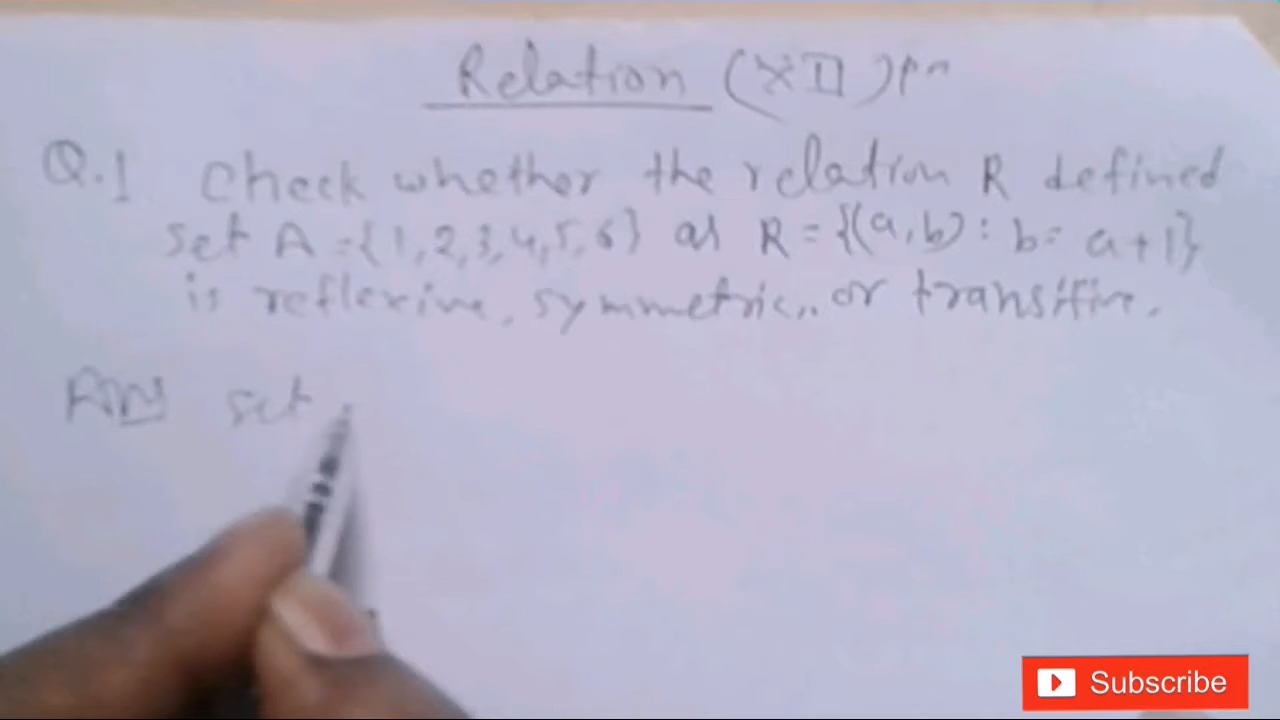 Relation (XII)
Q.1 Check whether the relation R defined
set A = {1,2,3,4,5,6} as R = {(a,b) : b = a+1}
is reflexive, symmetric, or transitive.
Ans set
Subscribe